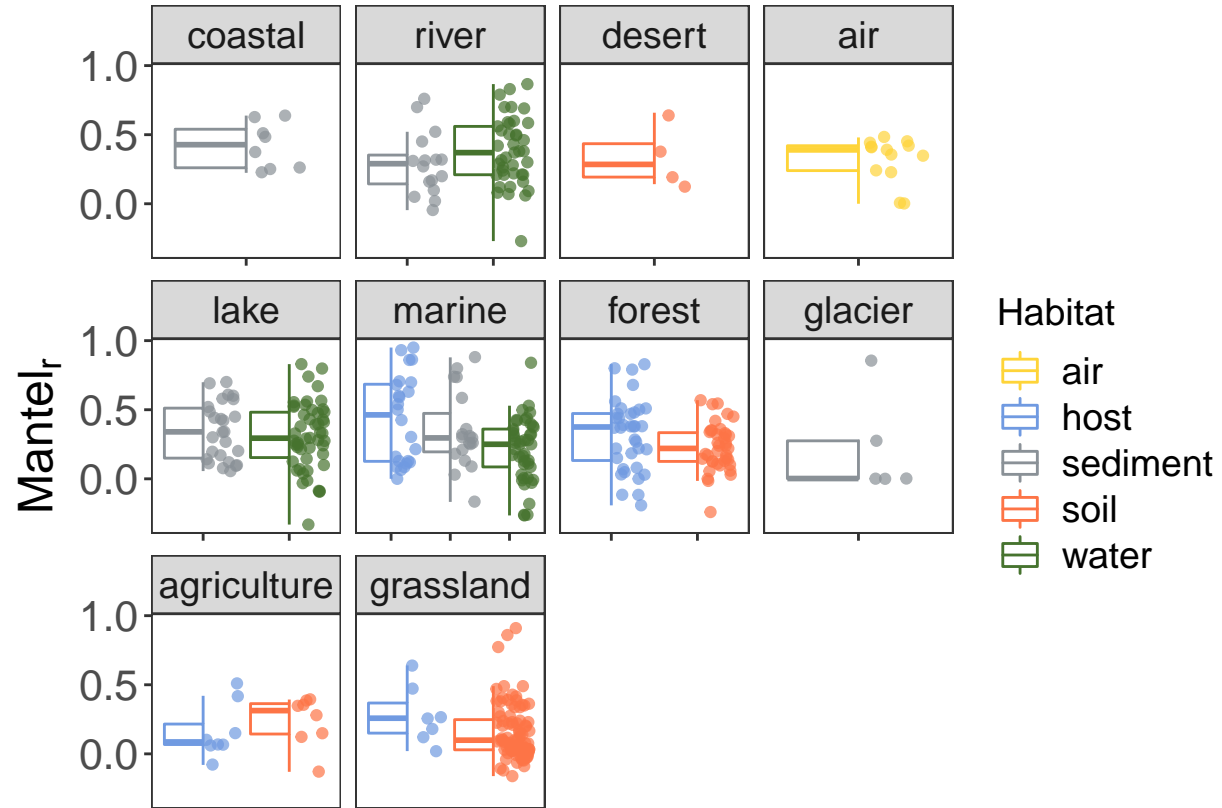 coastal river desert air
1.0
0.5
0.0
lake marine forest glacier
1.0
0.5
0.0
Mantelr
agriculture grassland
1.0
0.5
0.0
Habitat
air
host
sediment
soil
water